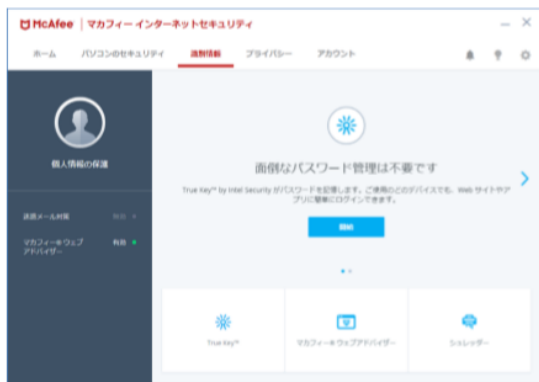 McAfee | マカフィー インターネットセキュリティ
ホーム パソコンのセキュリティ 識別情報 プライバシー アカウント
個人情報の保護
迷惑メール対策
マカフィー® ウェブ 有効
アドバイザー
面倒なパスワード管理は不要です
True Key™ by Intel Security がパスワードを記憶します。ご使用のどのデバイスでも、Web サイトやア
プリに簡単にログインできます。
開始
True Key™
マカフィー® ウェブアドバイザー
シュレッダー